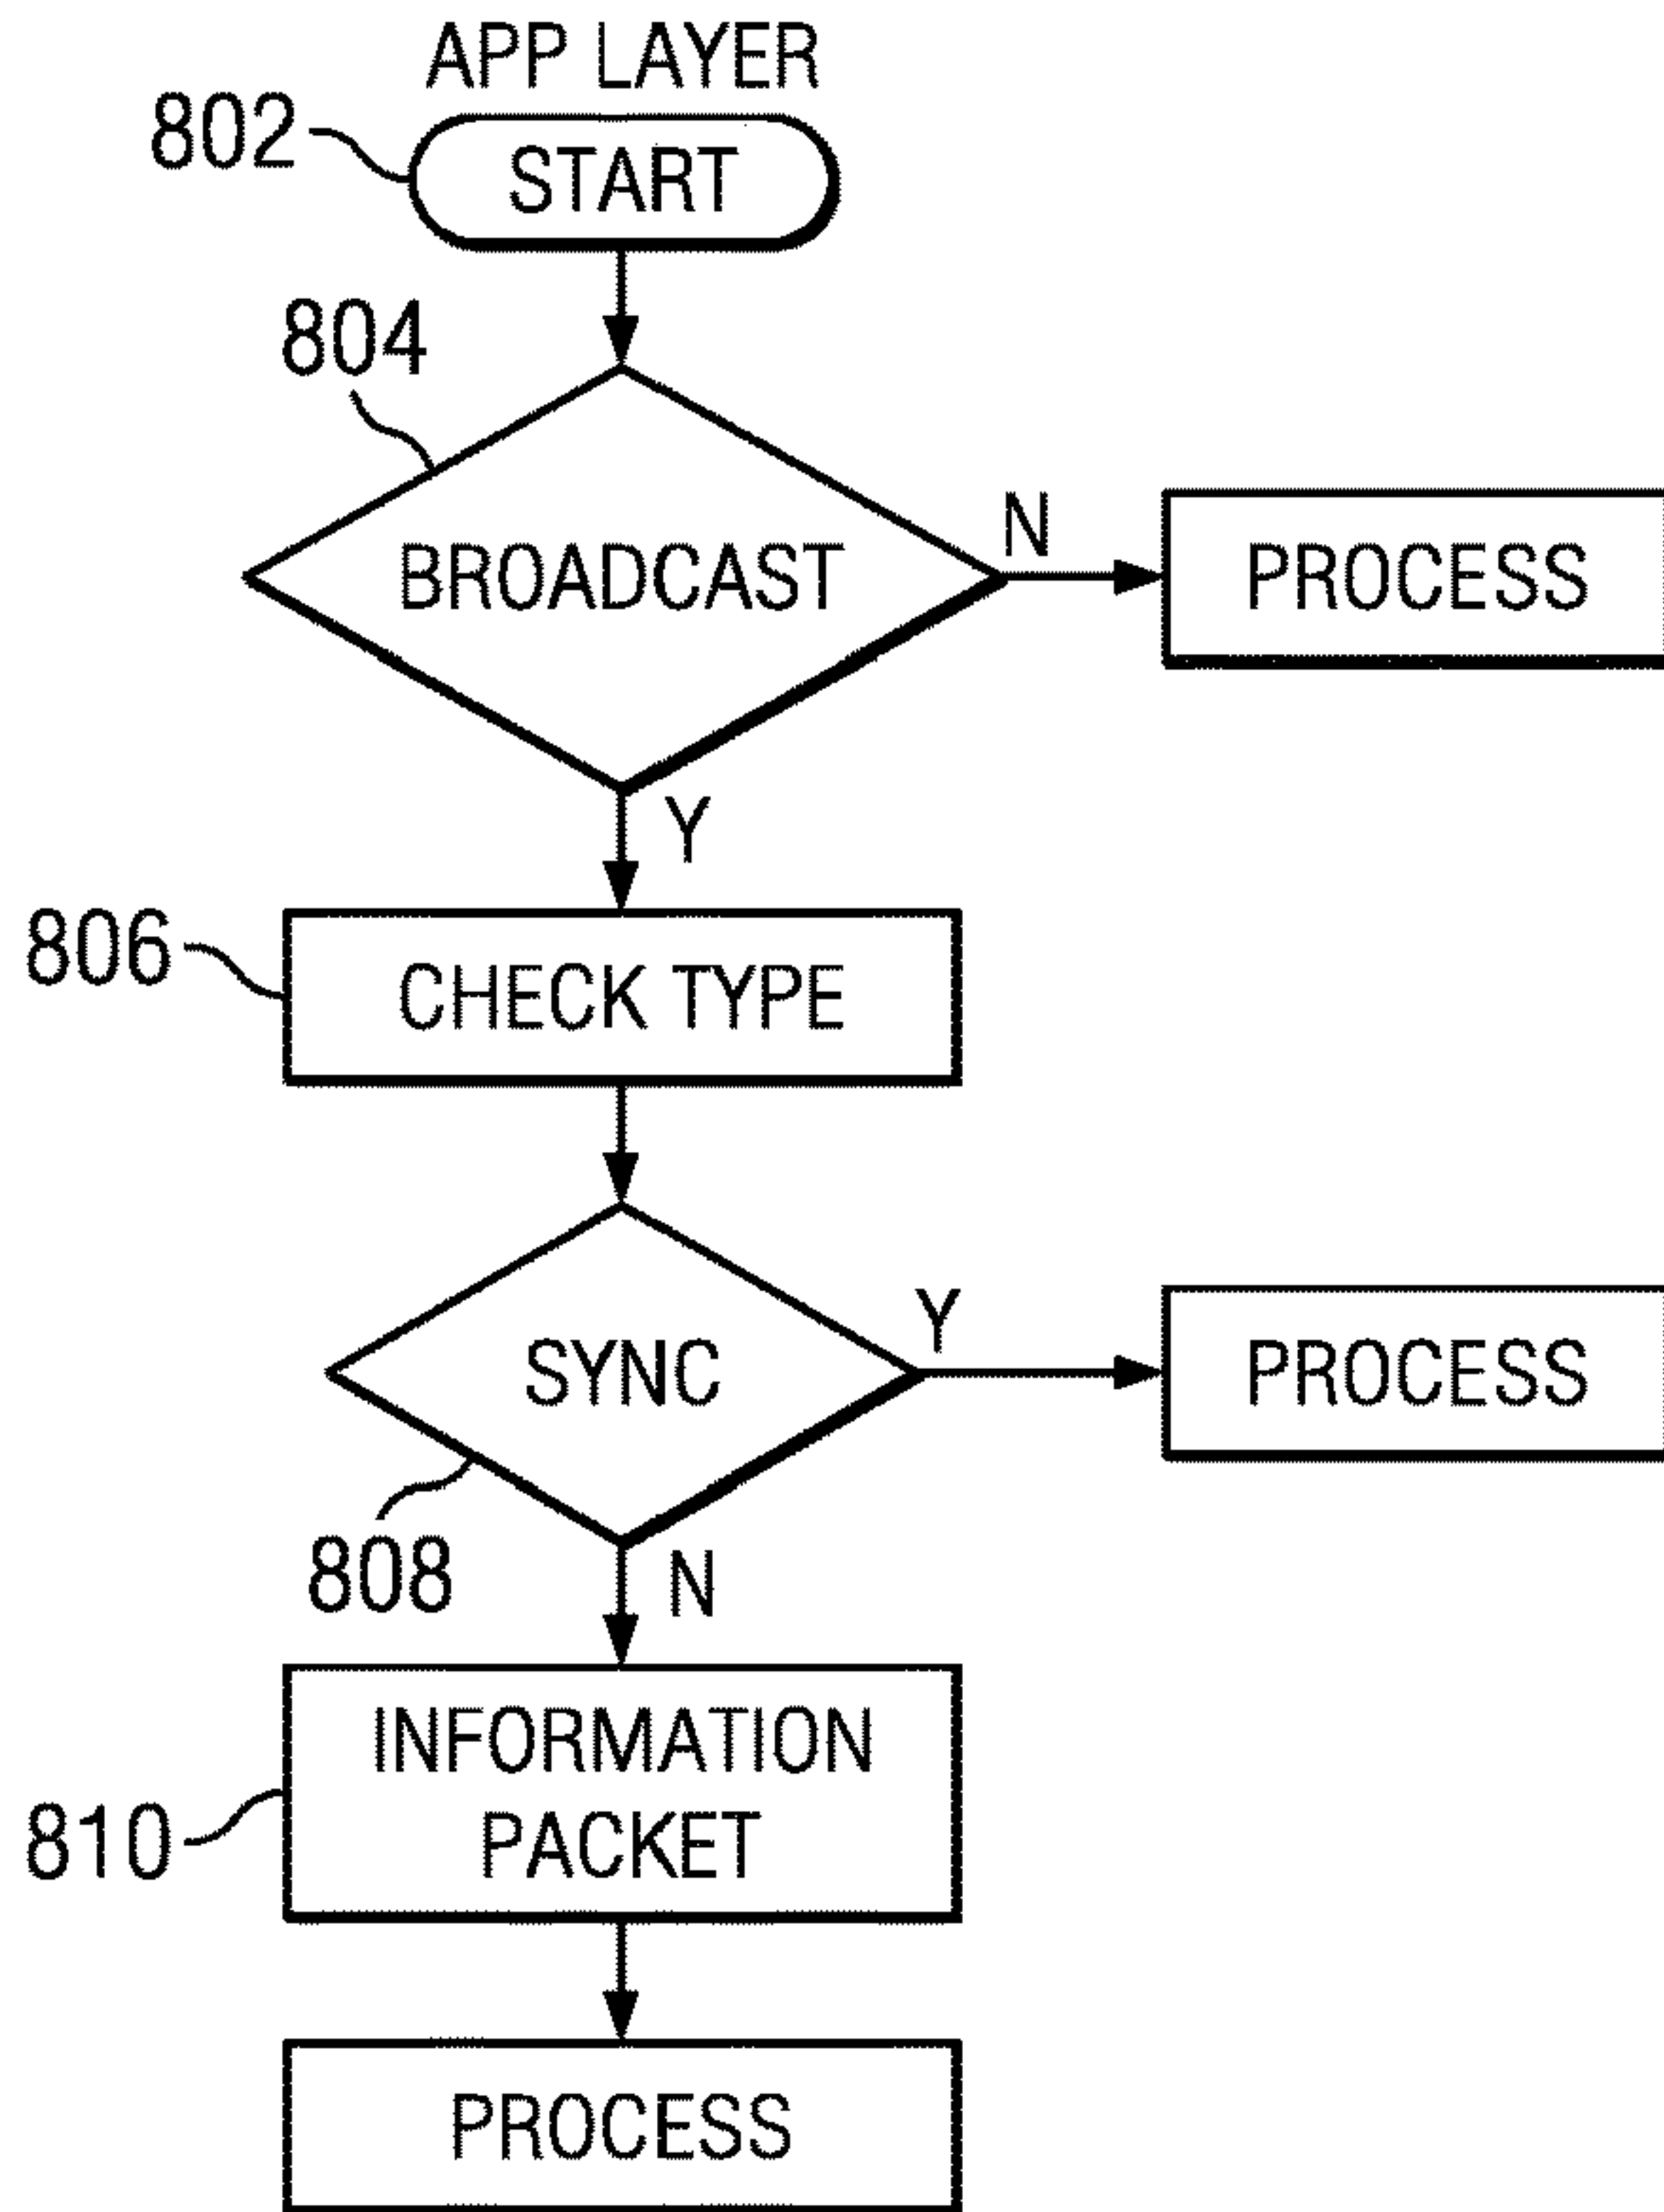 APP LAYER
802
START
804
BROADCAST
N
PROCESS
Y
806
CHECK TYPE
SYNC
Y
PROCESS
808
N
INFORMATION
PACKET
810
PROCESS